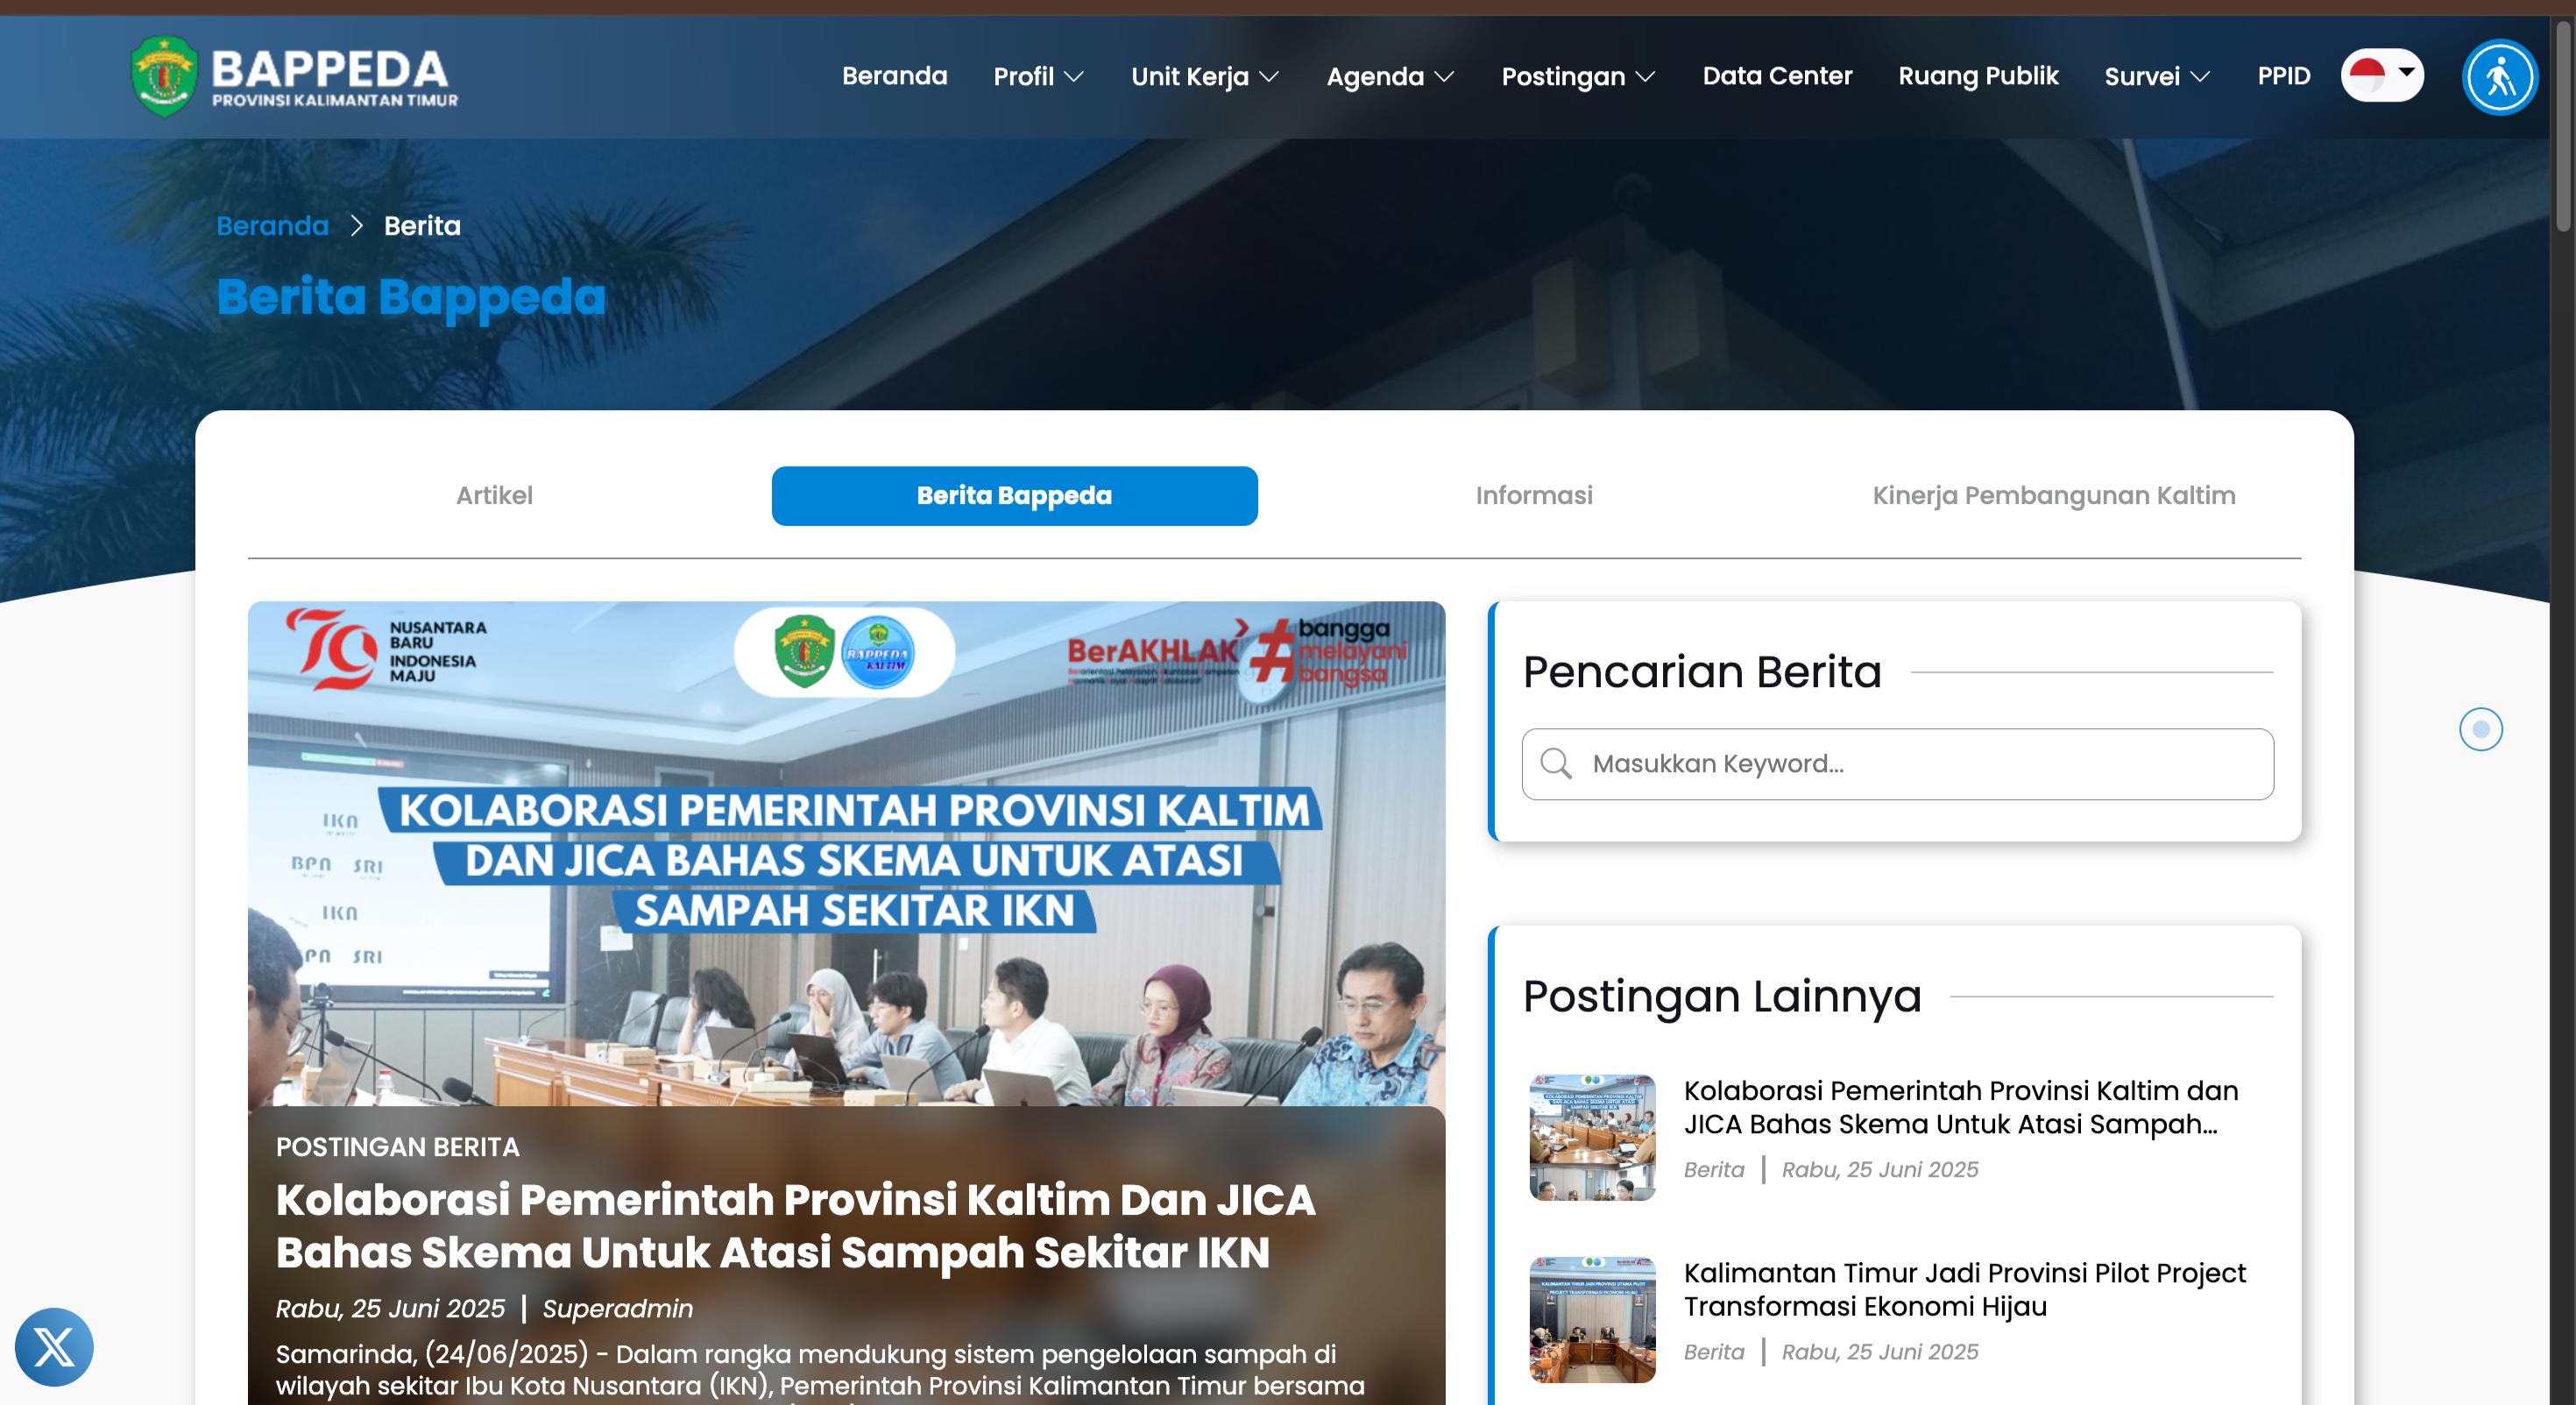 BAPPEDA
PROVINSI KALIMANTAN TIMUR
Beranda
Profil
Unit Kerja
Agenda
Postingan
Data Center
Ruang Publik
Survei
PPID
Beranda > Berita
Berita Bappeda
Artikel
Berita Bappeda
Informasi
Kinerja Pembangunan Kaltim
79
NUSANTARA
BARU
INDONESIA
MAJU
BAPPEDA
KALTIM
BerAKHLAK
#bangga
melayani
bangsa
IKN
BPN SRI
IKN
BPN SRI
KOLABORASI PEMERINTAH PROVINSI KALTIM
DAN JICA BAHAS SKEMA UNTUK ATASI
SAMPAH SEKITAR IKN
POSTINGAN BERITA
Kolaborasi Pemerintah Provinsi Kaltim Dan JICA
Bahas Skema Untuk Atasi Sampah Sekitar IKN
Rabu, 25 Juni 2025 | Superadmin
Samarinda, (24/06/2025) - Dalam rangka mendukung sistem pengelolaan sampah di
wilayah sekitar Ibu Kota Nusantara (IKN), Pemerintah Provinsi Kalimantan Timur bersama
Pencarian Berita
Masukkan Keyword...
Postingan Lainnya
Kolaborasi Pemerintah Provinsi Kaltim dan
JICA Bahas Skema Untuk Atasi Sampah...
Berita | Rabu, 25 Juni 2025
Kalimantan Timur Jadi Provinsi Pilot Project
Transformasi Ekonomi Hijau
Berita | Rabu, 25 Juni 2025